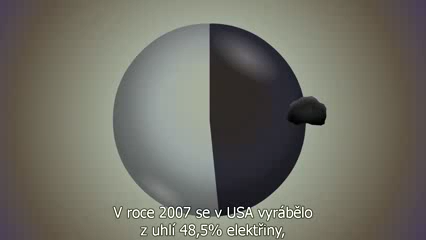 V roce 2007 se v USA vyrábělo
z uhlí 48,5% elektřiny,